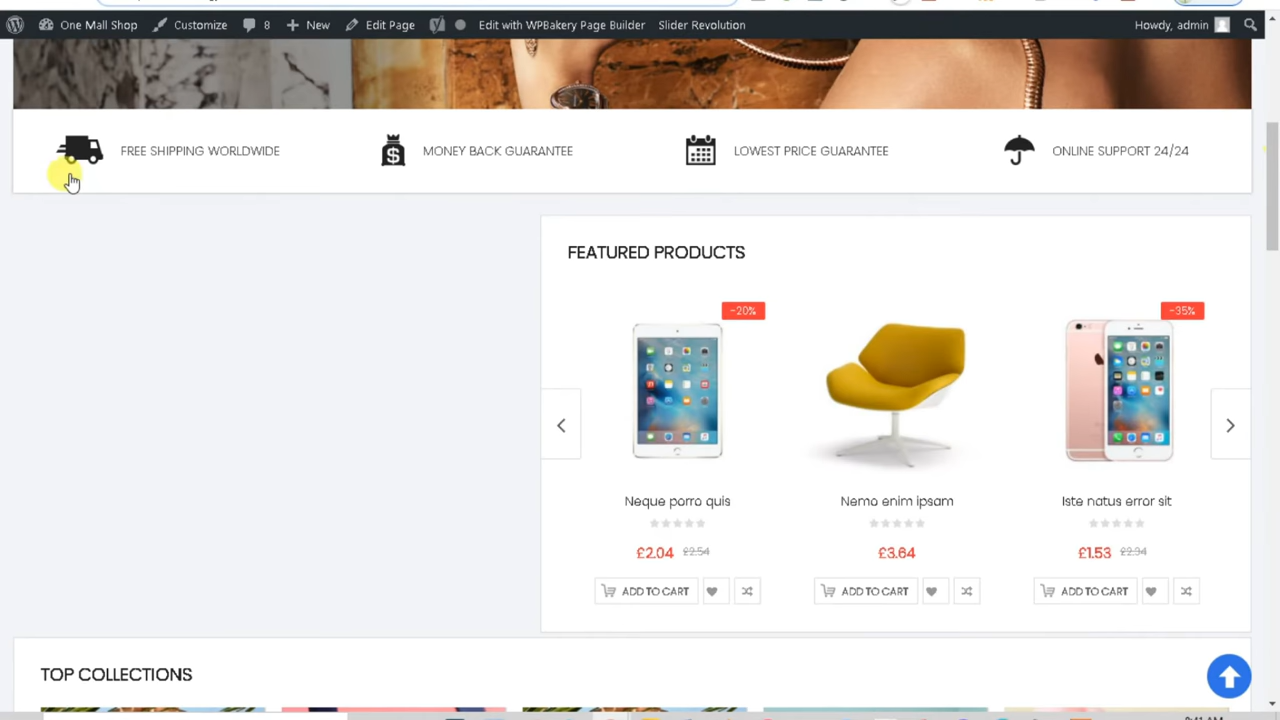 One Mall Shop Customize 8 New Edit Page Edit with WPBakery Page Builder Slider Revolution Howdy, admin
FREE SHIPPING WORLDWIDE MONEY BACK GUARANTEE LOWEST PRICE GUARANTEE ONLINE SUPPORT 24/24
FEATURED PRODUCTS
-20% -35%
Neque porro quis Nemo enim ipsam Iste natus error sit
£2.04 £2.54 £3.64 £1.53 £2.34
ADD TO CART ADD TO CART ADD TO CART
TOP COLLECTIONS